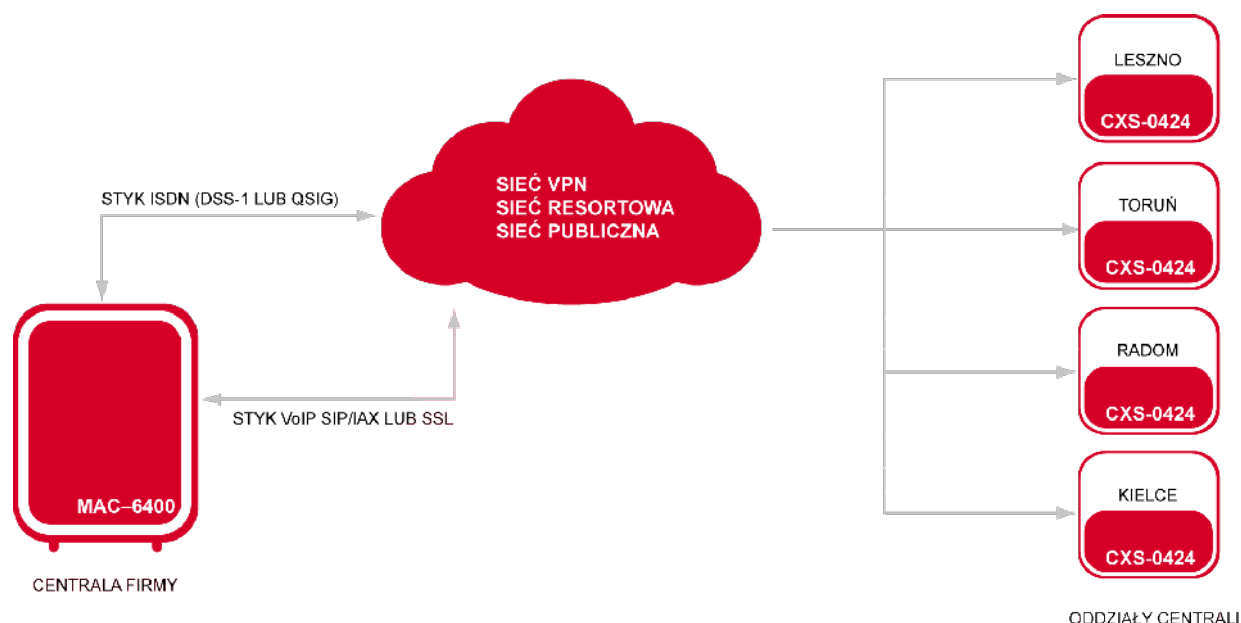 STYK ISDN (DSS-1 LUB QSIG)
MAC–6400
CENTRALA FIRMY
STYK VoIP SIP/IAX LUB SSL
SIEĆ VPN
SIEĆ RESORTOWA
SIEĆ PUBLICZNA
LESZNO
CXS-0424
TORUŃ
CXS-0424
RADOM
CXS-0424
KIELCE
CXS-0424
ODDZIAŁY CENTRALI